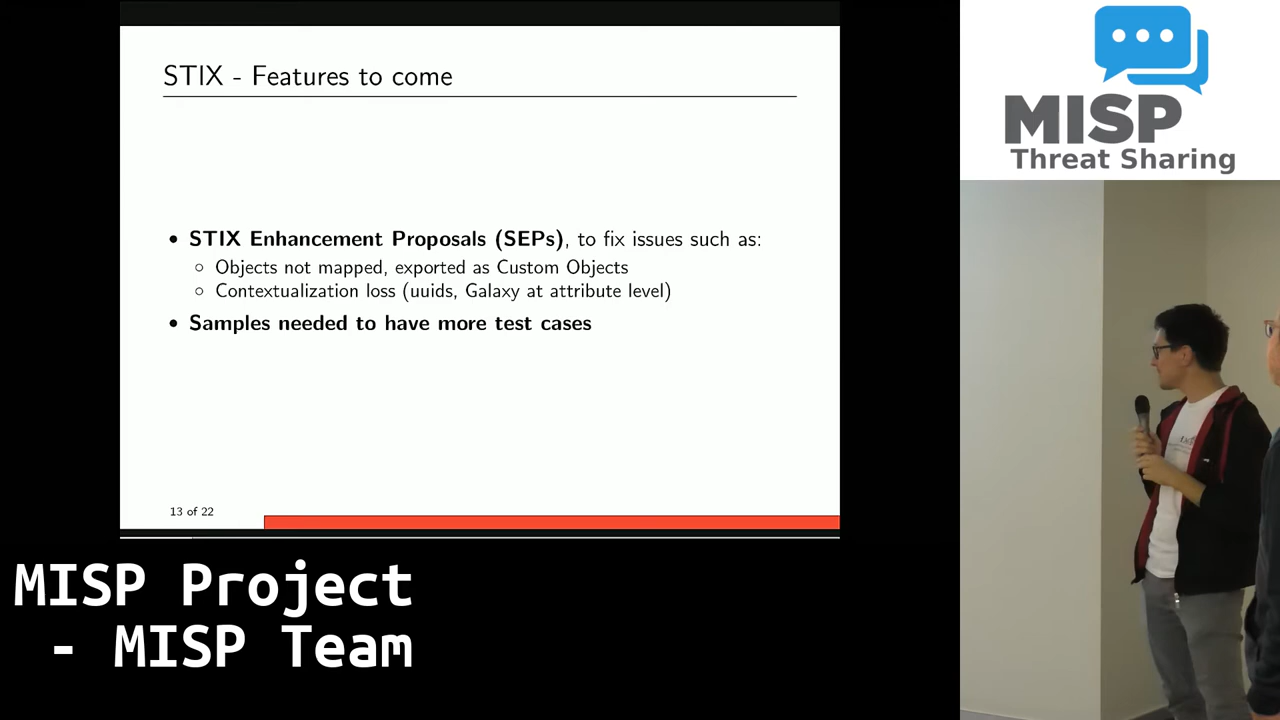 STIX - Features to come
• STIX Enhancement Proposals (SEPs), to fix issues such as:
◦ Objects not mapped, exported as Custom Objects
◦ Contextualization loss (uuids, Galaxy at attribute level)
• Samples needed to have more test cases
13 of 22
MISP Project
- MISP Team
MISP
Threat Sharing